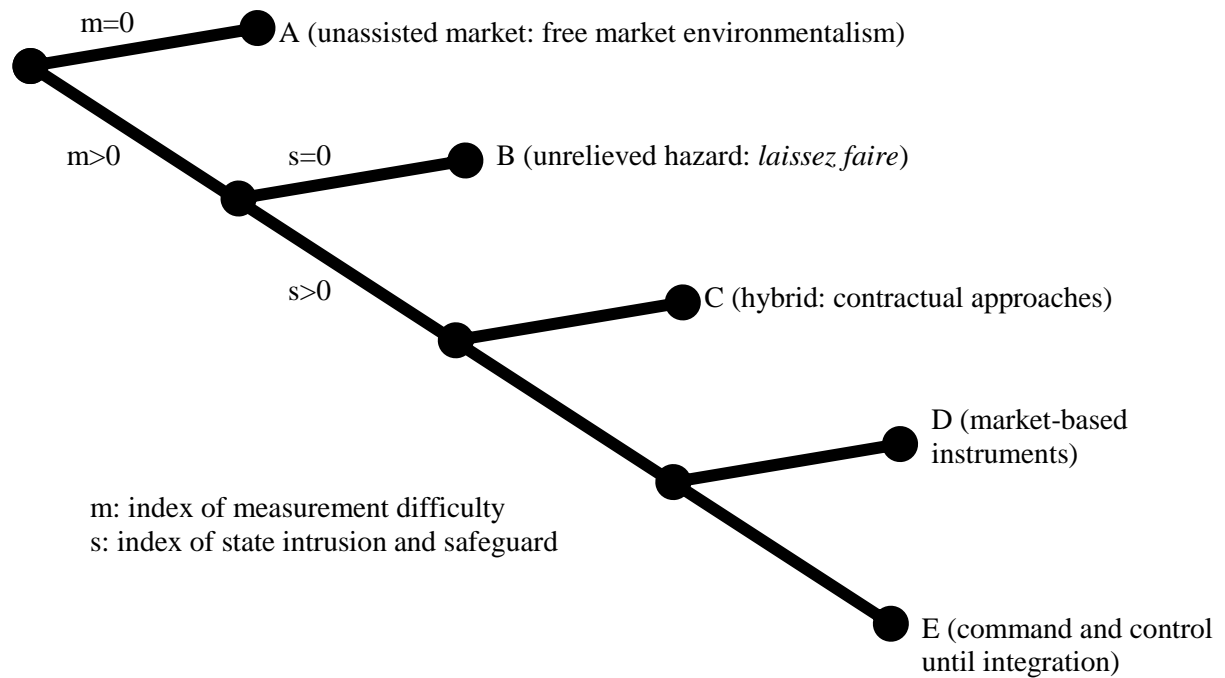 m=0
A (unassisted market: free market environmentalism)
m>0
s=0
B (unrelieved hazard: laissez faire)
s>0
C (hybrid: contractual approaches)
D (market-based
instruments)
m: index of measurement difficulty
s: index of state intrusion and safeguard
E (command and control
until integration)